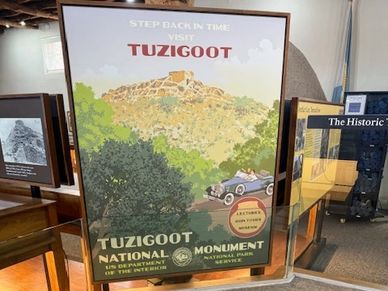 STEP BACK IN TIME
VISIT
TUZIGOOT
The Historic
LECTURES
MUSEUM
TUZIGOOT
NATIONAL MONUMENT
US DEPARTMENT OF THE INTERIOR
NATIONAL PARK SERVICE